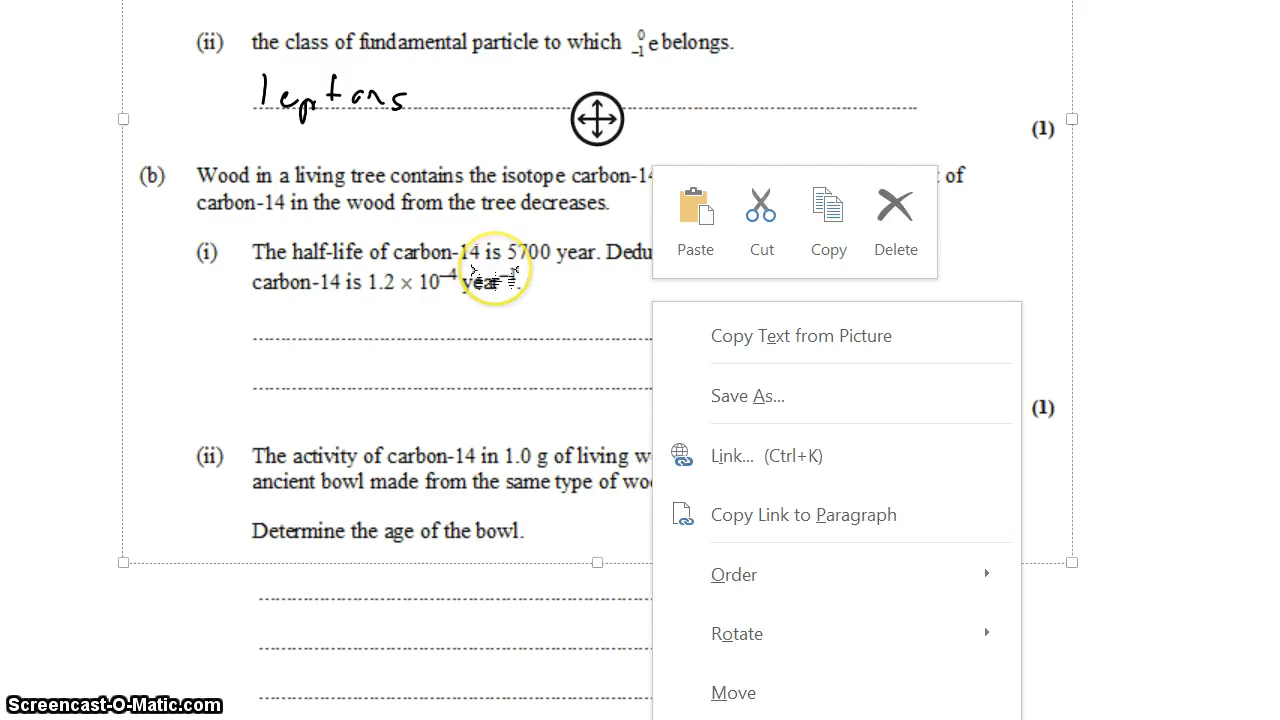 (ii) the class of fundamental particle to which ⁰₋₁e belongs.
leptons
(1)
(b) Wood in a living tree contains the isotope carbon-14 of
carbon-14 in the wood from the tree decreases.
(i) The half-life of carbon-14 is 5700 year. Dedu
carbon-14 is 1.2 × 10⁻⁴ year⁻¹.
(1)
(ii) The activity of carbon-14 in 1.0 g of living w
ancient bowl made from the same type of woo
Determine the age of the bowl.
Paste Cut Copy Delete
Copy Text from Picture
Save As...
Link... (Ctrl+K)
Copy Link to Paragraph
Order
Rotate
Move
Screencast-O-Matic.com